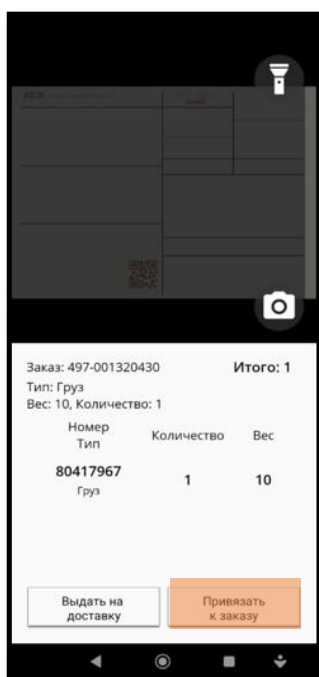 Заказ: 497-001320430 Итого: 1
Тип: Груз
Вес: 10, Количество: 1
Номер Тип Количество Вес
80417967 Груз 1 10
Выдать на доставку
Привязать к заказу